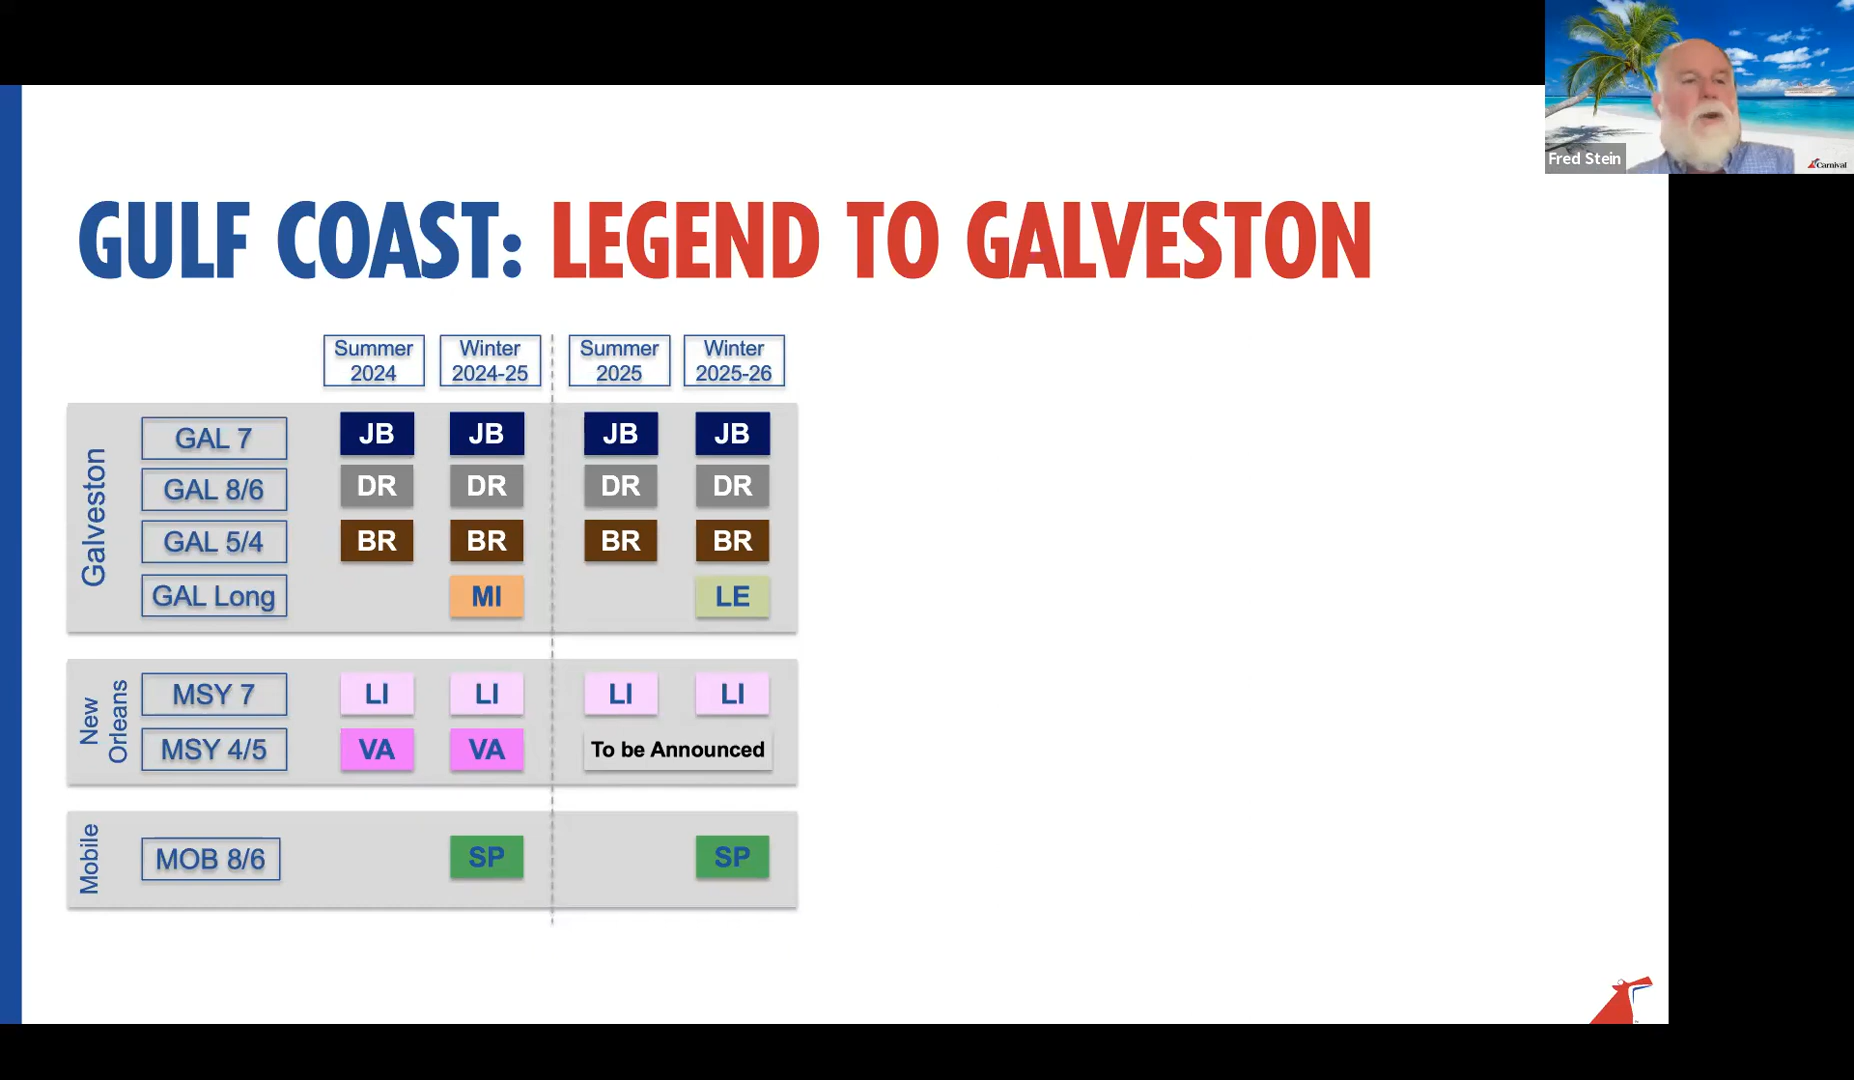 Fred Stein
Carnival
GULF COAST: LEGEND TO GALVESTON
Summer 2024
Winter 2024-25
Summer 2025
Winter 2025-26
Galveston
GAL 7 JB JB JB JB
GAL 8/6 DR DR DR DR
GAL 5/4 BR BR BR BR
GAL Long MI LE
New Orleans
MSY 7 LI LI LI LI
MSY 4/5 VA VA To be Announced
Mobile
MOB 8/6 SP SP